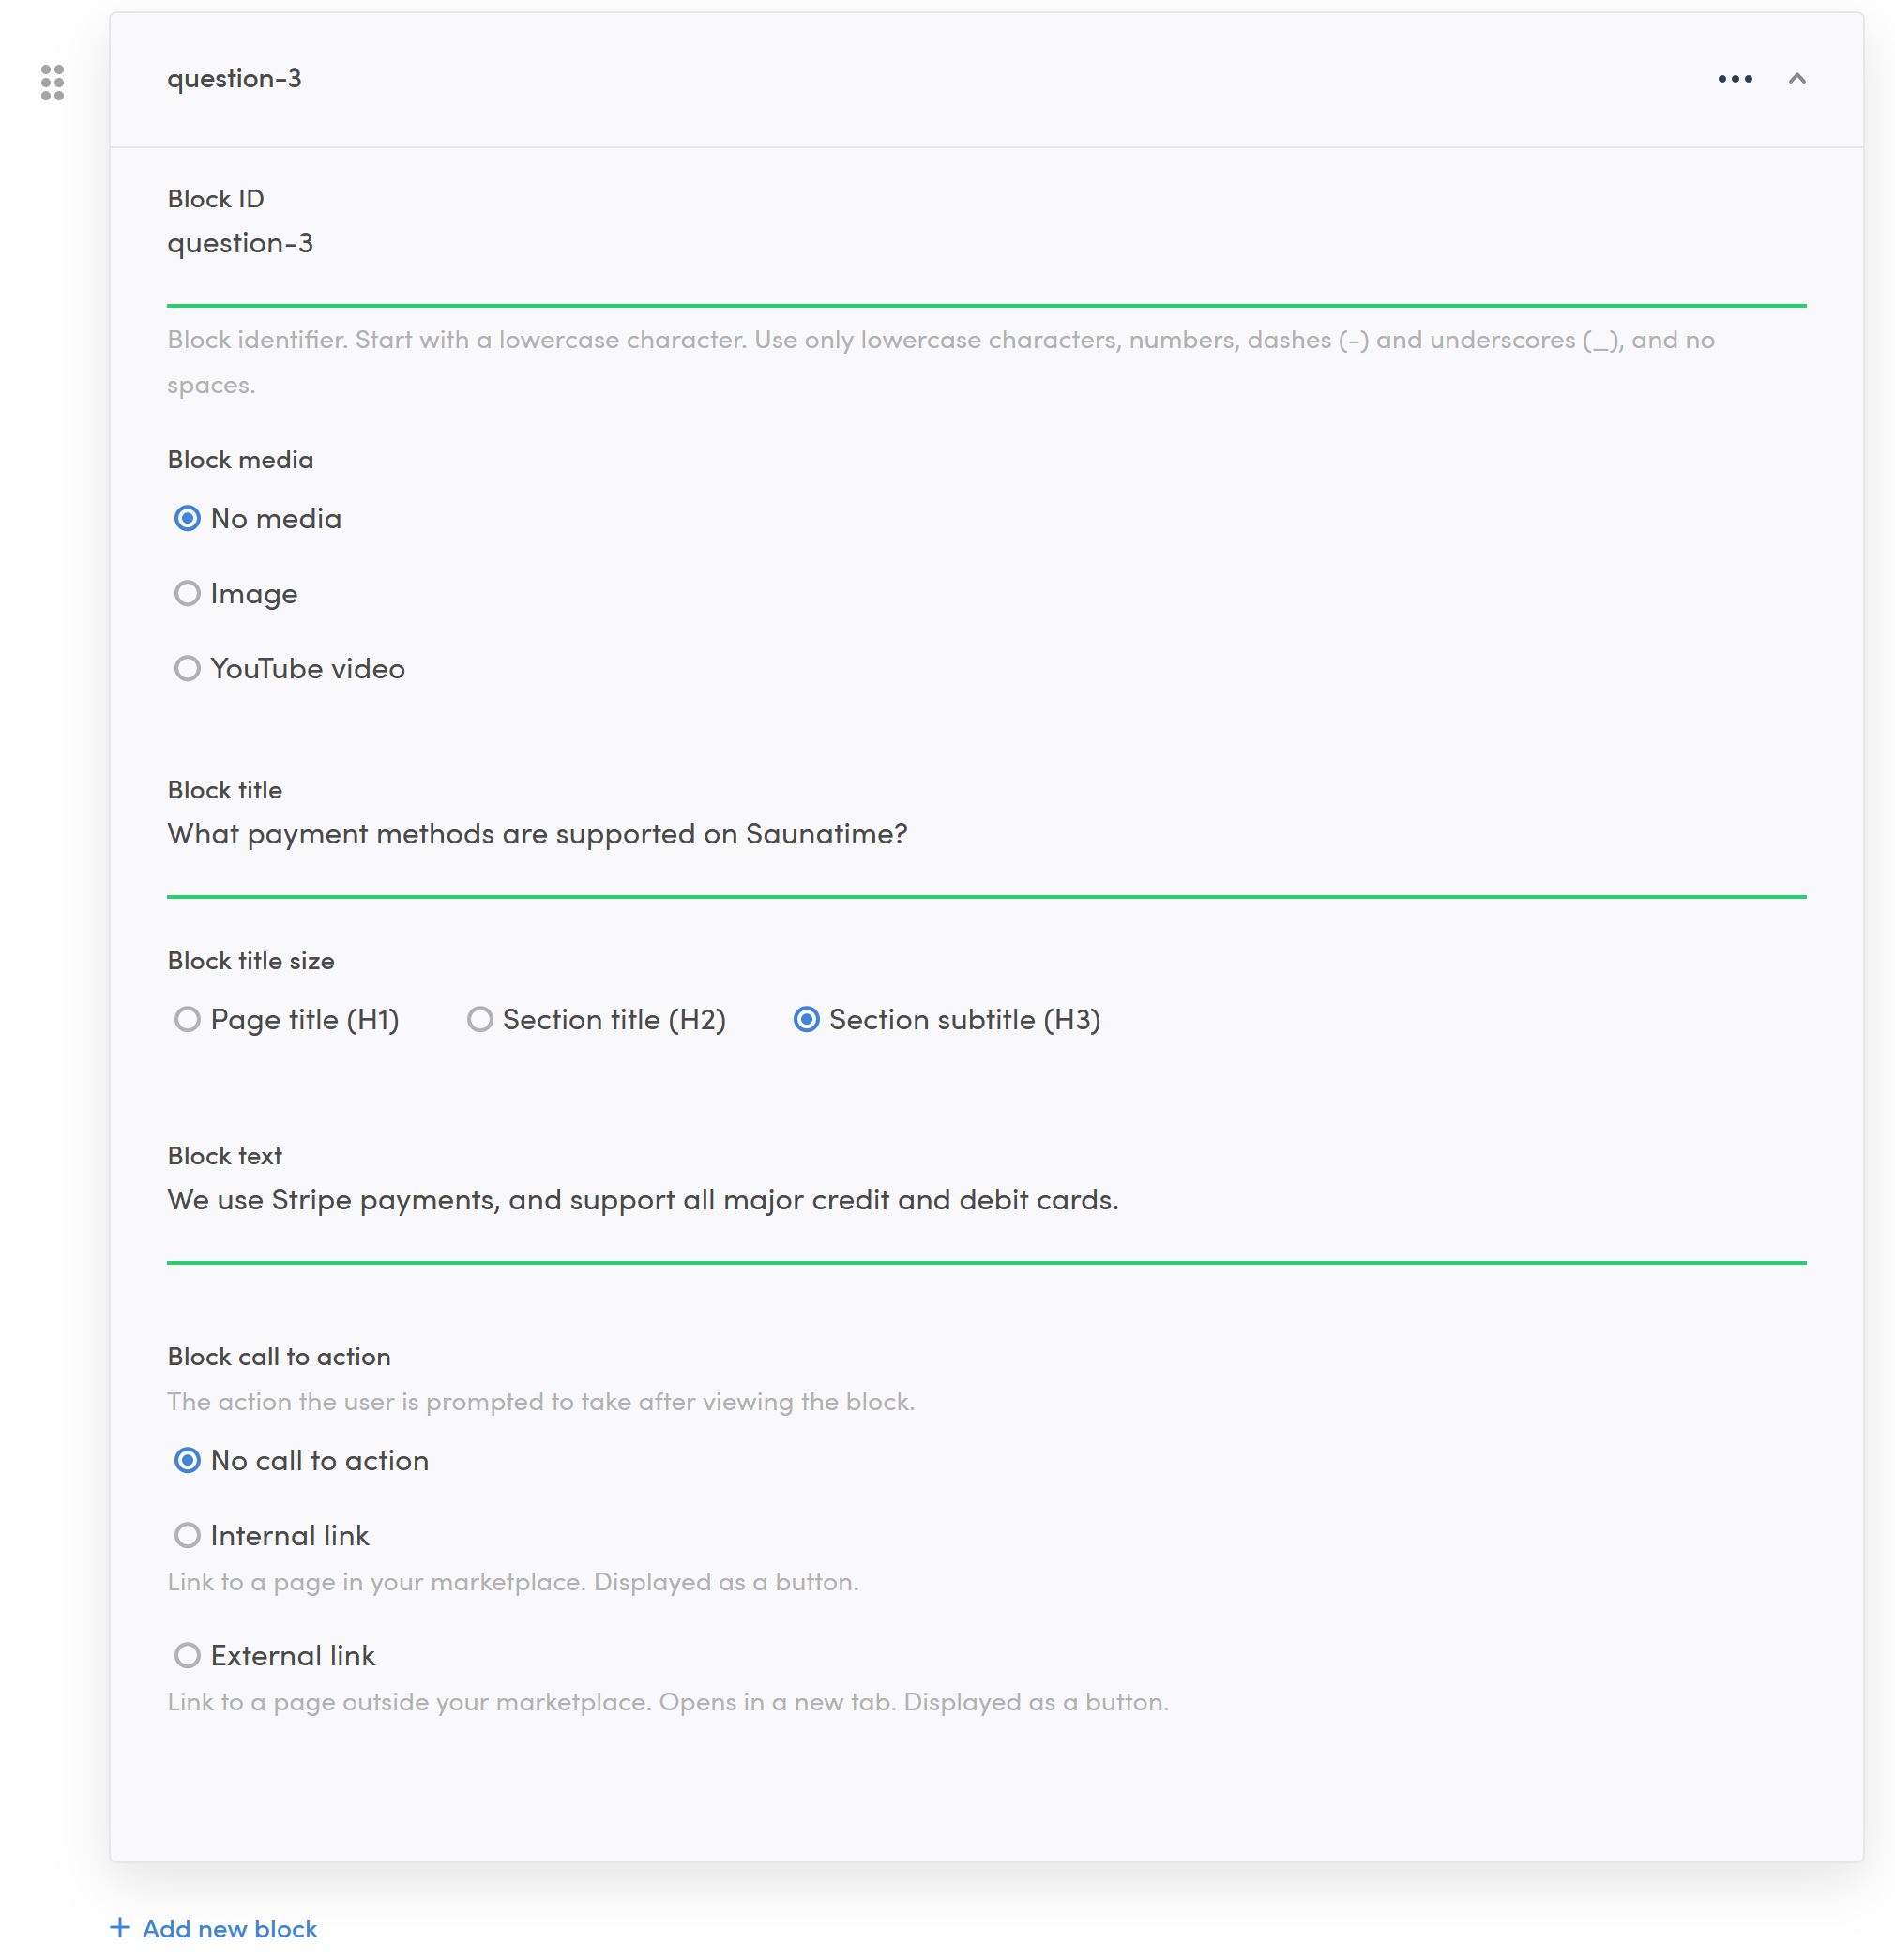 question-3
Block ID
question-3
Block identifier. Start with a lowercase character. Use only lowercase characters, numbers, dashes (-) and underscores (_), and no
spaces.
Block media
No media
Image
YouTube video
Block title
What payment methods are supported on Saunatime?
Block title size
Page title (H1) Section title (H2) Section subtitle (H3)
Block text
We use Stripe payments, and support all major credit and debit cards.
Block call to action
The action the user is prompted to take after viewing the block.
No call to action
Internal link
Link to a page in your marketplace. Displayed as a button.
External link
Link to a page outside your marketplace. Opens in a new tab. Displayed as a button.
+ Add new block